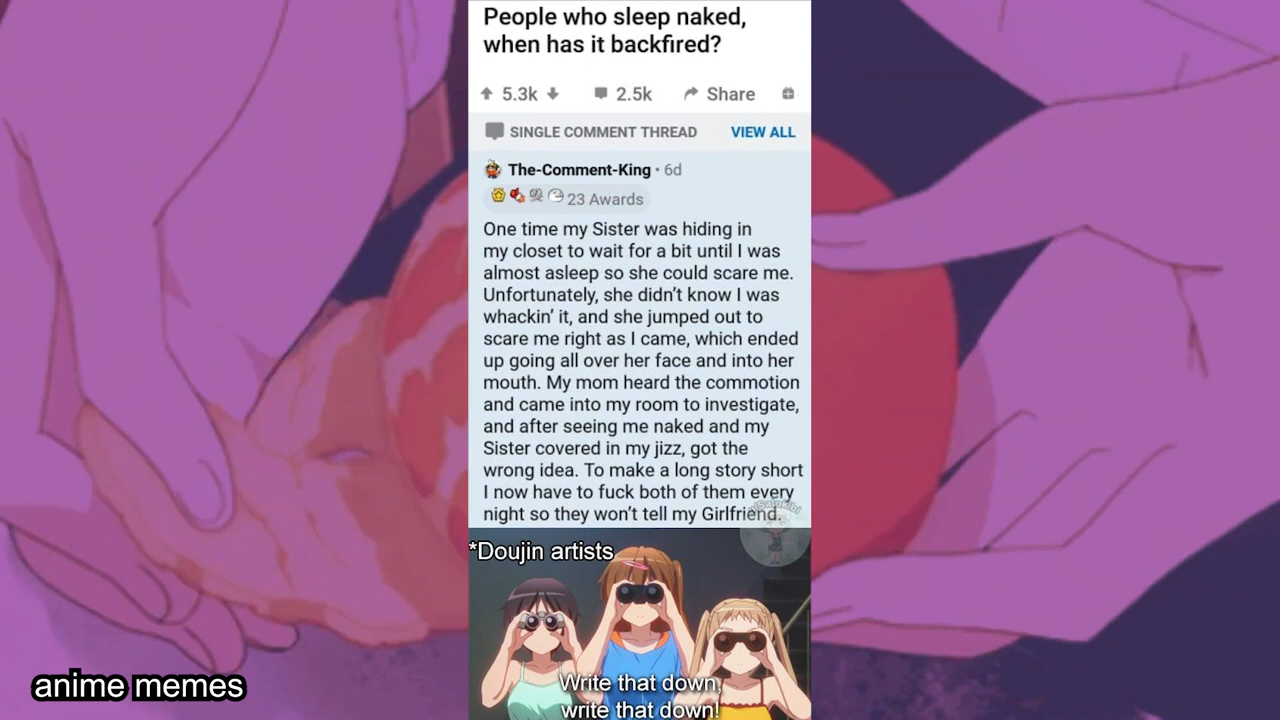 People who sleep naked,
when has it backfired?
5.3k 2.5k Share
SINGLE COMMENT THREAD VIEW ALL
The-Comment-King · 6d
23 Awards
One time my Sister was hiding in
my closet to wait for a bit until I was
almost asleep so she could scare me.
Unfortunately, she didn't know I was
whackin' it, and she jumped out to
scare me right as I came, which ended
up going all over her face and into her
mouth. My mom heard the commotion
and came into my room to investigate,
and after seeing me naked and my
Sister covered in my jizz, got the
wrong idea. To make a long story short
I now have to fuck both of them every
night so they won't tell my Girlfriend.
*Doujin artists
Write that down,
write that down!
anime memes